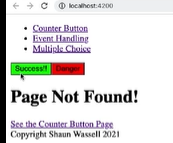 localhost:4200
Counter Button
Event Handling
Multiple Choice
Success!! Danger
Page Not Found!
See the Counter Button Page
Copyright Shaun Wassell 2021